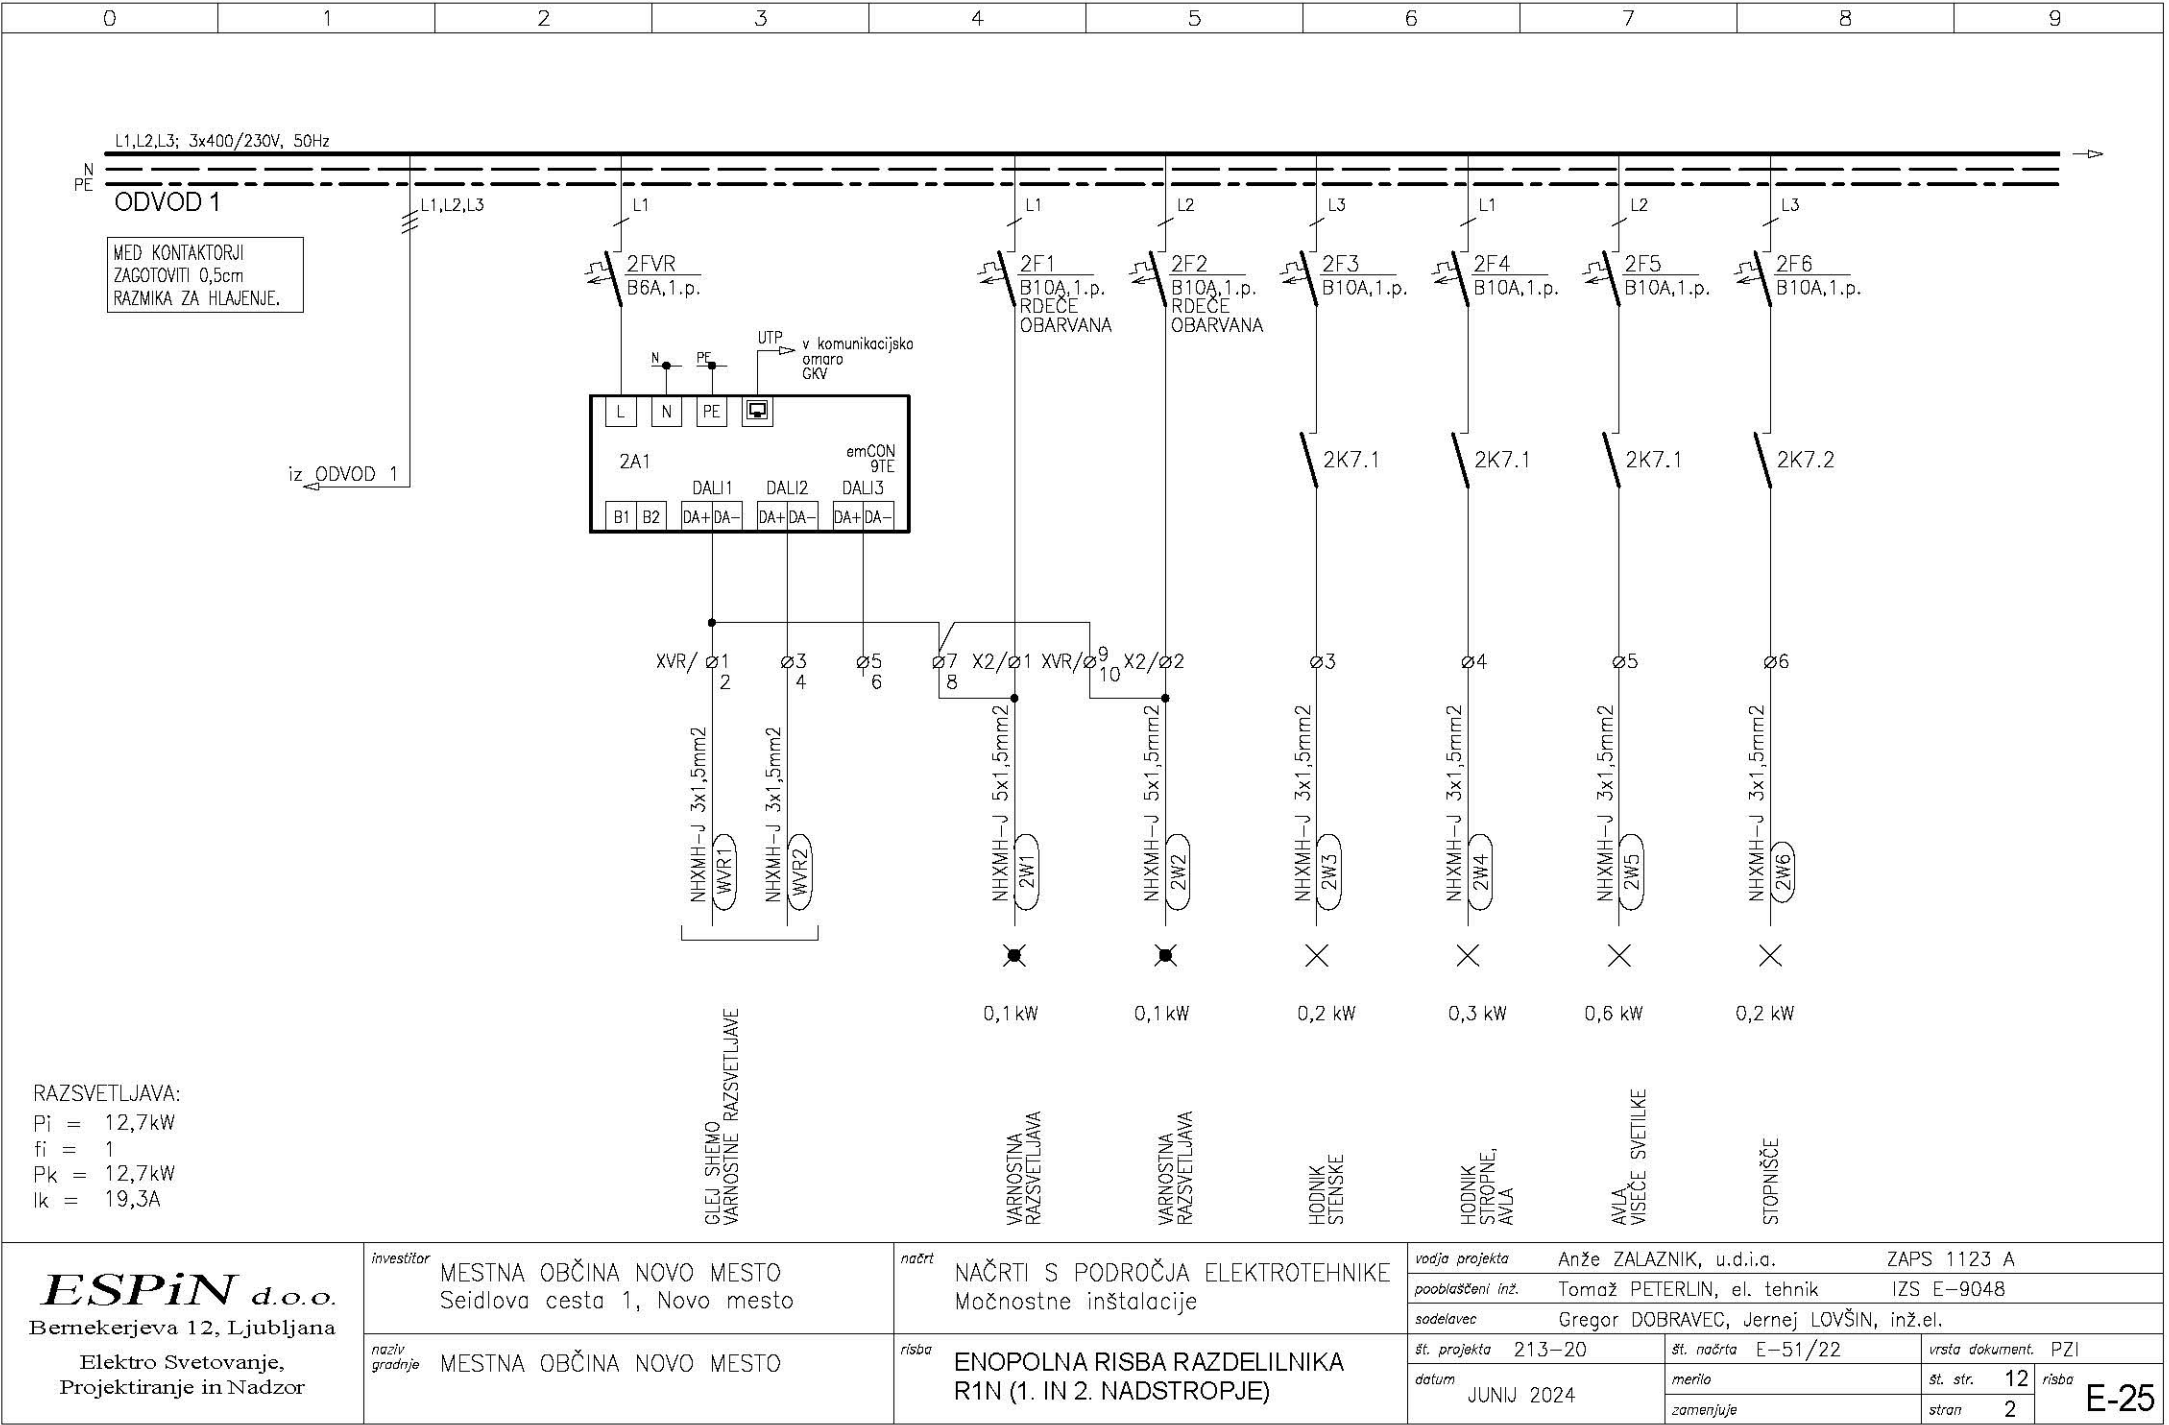 0 1 2 3 4 5 6 7 8 9
L1,L2,L3; 3x400/230V, 50Hz
N
PE
ODVOD 1
L1,L2,L3
L1
L1
L2
L3
L1
L2
L3
MED KONTAKTORJI
ZAGOTOVITI 0,5cm
RAZMIKA ZA HLAJENJE.
2FVR
B6A,1.p.
2F1
B10A,1.p.
RDEČE
OBARVANA
2F2
B10A,1.p.
RDEČE
OBARVANA
2F3
B10A,1.p.
2F4
B10A,1.p.
2F5
B10A,1.p.
2F6
B10A,1.p.
UTP
v komunikacijsko
omaro
GKV
N
PE
L
N
PE
2A1
emCON
9TE
DALI1 DALI2 DALI3
B1 B2 DA+ DA- DA+ DA- DA+ DA-
iz ODVOD 1
2K7.1
2K7.1
2K7.1
2K7.2
XVR/ 1 3 5 7 X2/ 1 XVR/ 9 X2/ 2 3 4 5 6
2 4 6 8 10
NHXMH-J 3x1,5mm2
WVR1
NHXMH-J 3x1,5mm2
WVR2
NHXMH-J 5x1,5mm2
2W1
NHXMH-J 5x1,5mm2
2W2
NHXMH-J 3x1,5mm2
2W3
NHXMH-J 3x1,5mm2
2W4
NHXMH-J 3x1,5mm2
2W5
NHXMH-J 3x1,5mm2
2W6
0,1 kW
0,1 kW
0,2 kW
0,3 kW
0,6 kW
0,2 kW
GLEJ SHEMO
VARNOSTNE RAZSVETLJAVE
VARNOSTNA
RAZSVETLJAVA
VARNOSTNA
RAZSVETLJAVA
HODNIK
STENSKE
HODNIK
STROPNE,
AVLA
AVLA
VISEČE SVETILKE
STOPNIŠČE
RAZSVETLJAVA:
Pi = 12,7kW
fi = 1
Pk = 12,7kW
Ik = 19,3A
ESPiN d.o.o.
Bernekerjeva 12, Ljubljana
Elektro Svetovanje,
Projektiranje in Nadzor
investitor
MESTNA OBČINA NOVO MESTO
Seidlova cesta 1, Novo mesto
naziv
gradnje
MESTNA OBČINA NOVO MESTO
načrt
NAČRTI S PODROČJA ELEKTROTEHNIKE
Močnostne inštalacije
risba
ENOPOLNA RISBA RAZDELILNIKA
R1N (1. IN 2. NADSTROPJE)
vodja projekta Anže ZALAZNIK, u.d.i.a. ZAPS 1123 A
pooblaščeni inž. Tomaž PETERLIN, el. tehnik IZS E-9048
sodelavec Gregor DOBRAVEC, Jernej LOVŠIN, inž.el.
št. projekta 213-20
št. načrta E-51/22
vrsta dokument. PZI
datum JUNIJ 2024
merilo
zamenjuje
št. str. 12
stran 2
risba
E-25